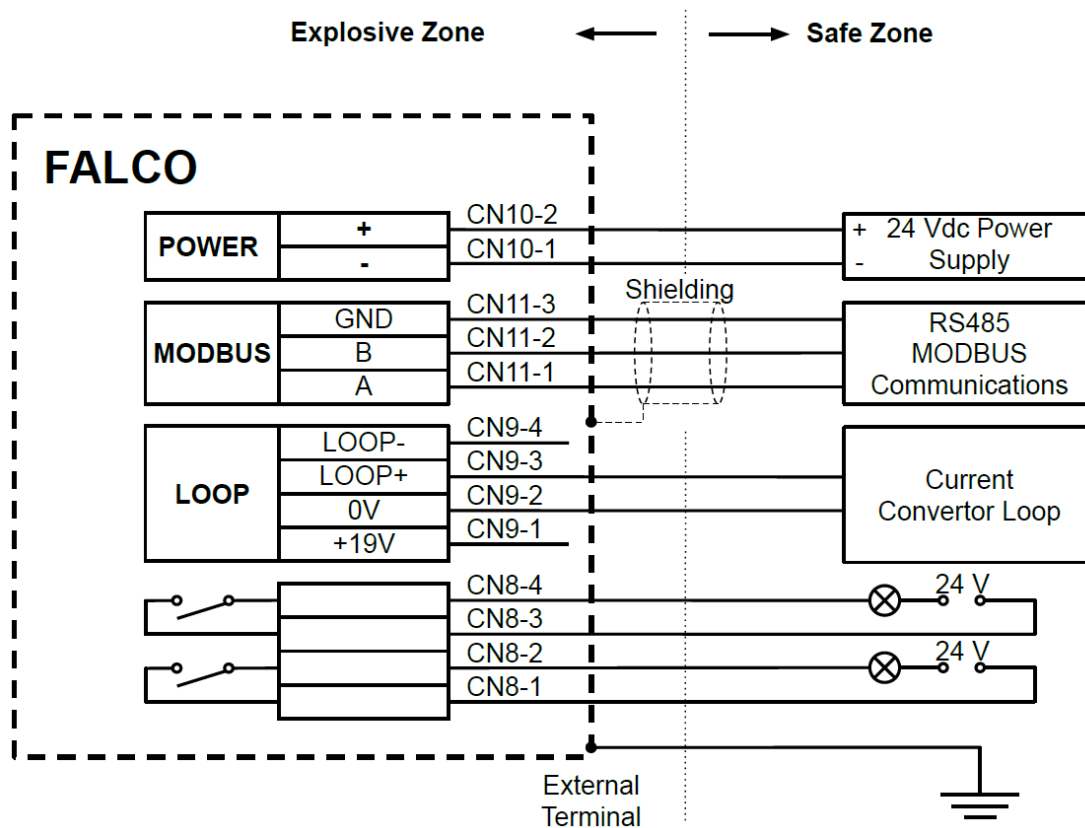 Explosive Zone
Safe Zone
FALCO
POWER
+
-
CN10-2
CN10-1
+ 24 Vdc Power
- Supply
MODBUS
GND
B
A
CN11-3
CN11-2
CN11-1
Shielding
RS485
MODBUS
Communications
LOOP
LOOP-
LOOP+
0V
+19V
CN9-4
CN9-3
CN9-2
CN9-1
Current
Convertor Loop
CN8-4
CN8-3
CN8-2
CN8-1
24 V
24 V
External
Terminal